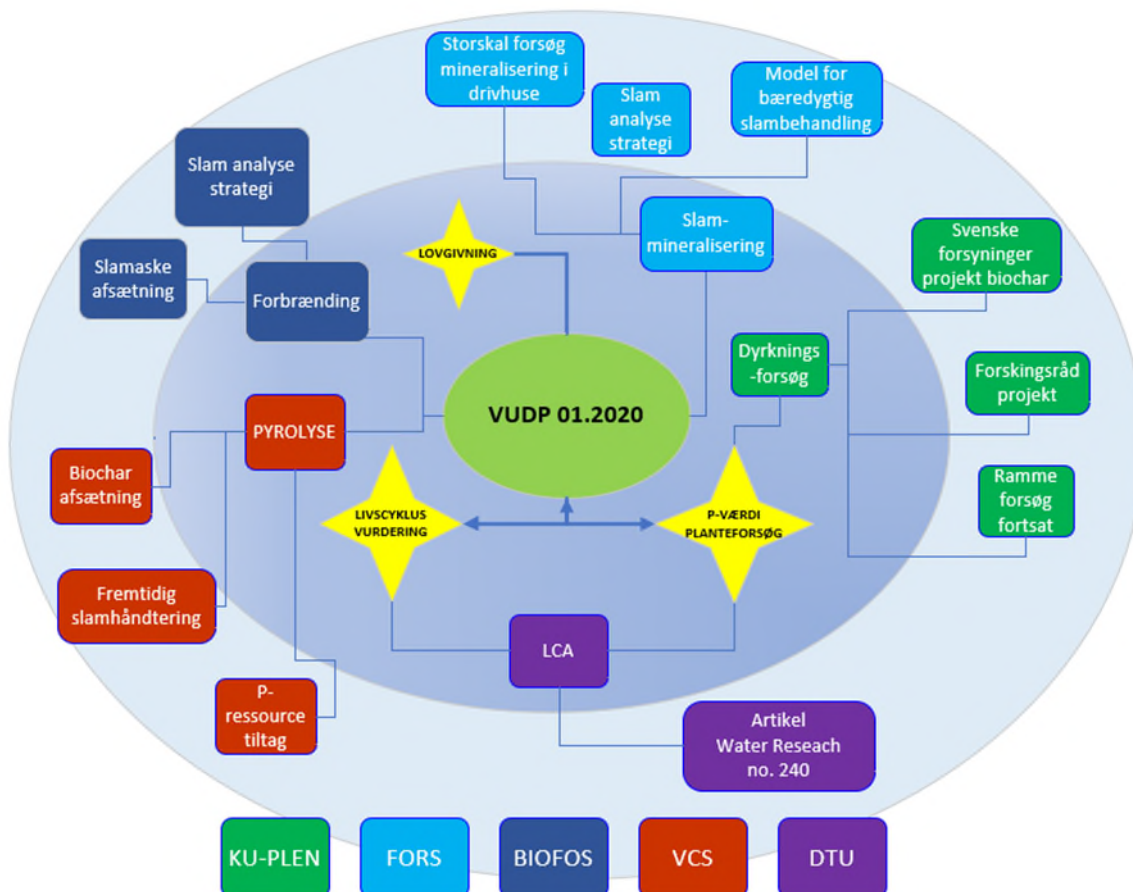 Storskal forsøg
mineralisering i
drivhuse
Model for
bæredygtig
slambehandling
Slam
analyse
strategi
Slam analyse
strategi
Slam-
mineralisering
Svenske
forsyninger
projekt biochar
LOVGIVNING
Slamaske
afsætning
Forbrænding
Dyrknings
-forsøg
Forskingsråd
projekt
VUDP 01.2020
PYROLYSE
Biochar
afsætning
Ramme
forsøg
fortsat
LIVSCYKLUS
VURDERING
P-VÆRDI
PLANTEFORSØG
Fremtidig
slamhåndtering
LCA
P-
ressource
tiltag
Artikel
Water Reseach
no. 240
KU-PLEN
FORS
BIOFOS
VCS
DTU